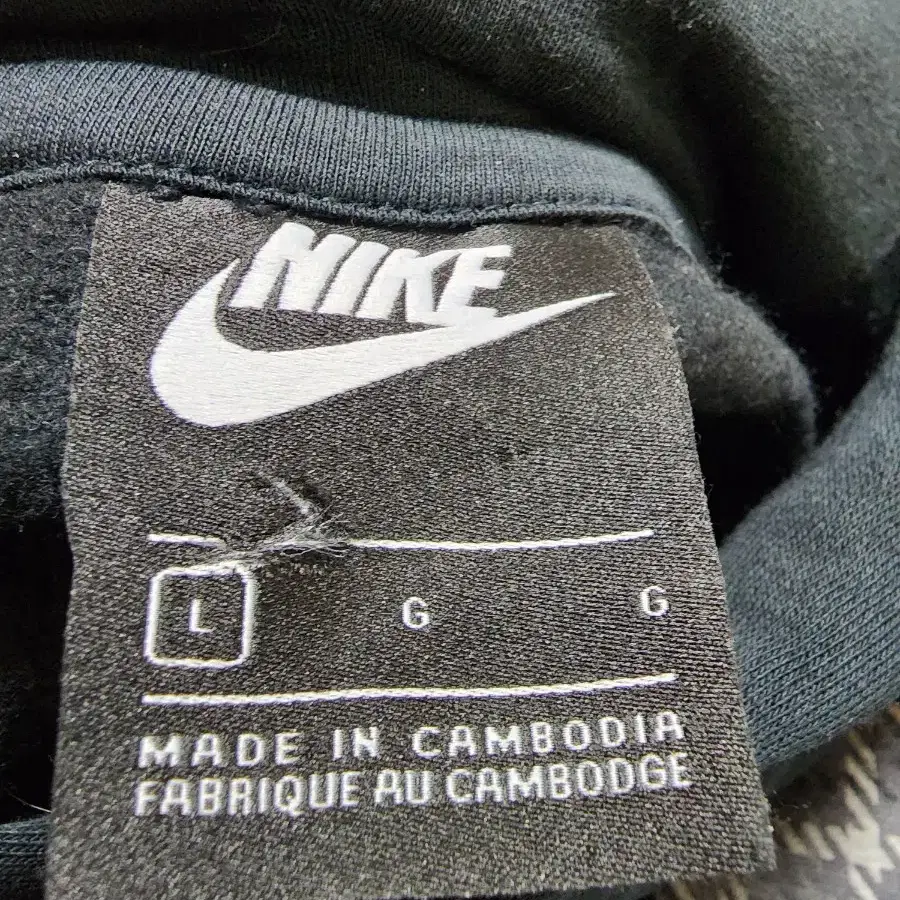 NIKE
L G G
MADE IN CAMBODIA
FABRIQUE AU CAMBODGE